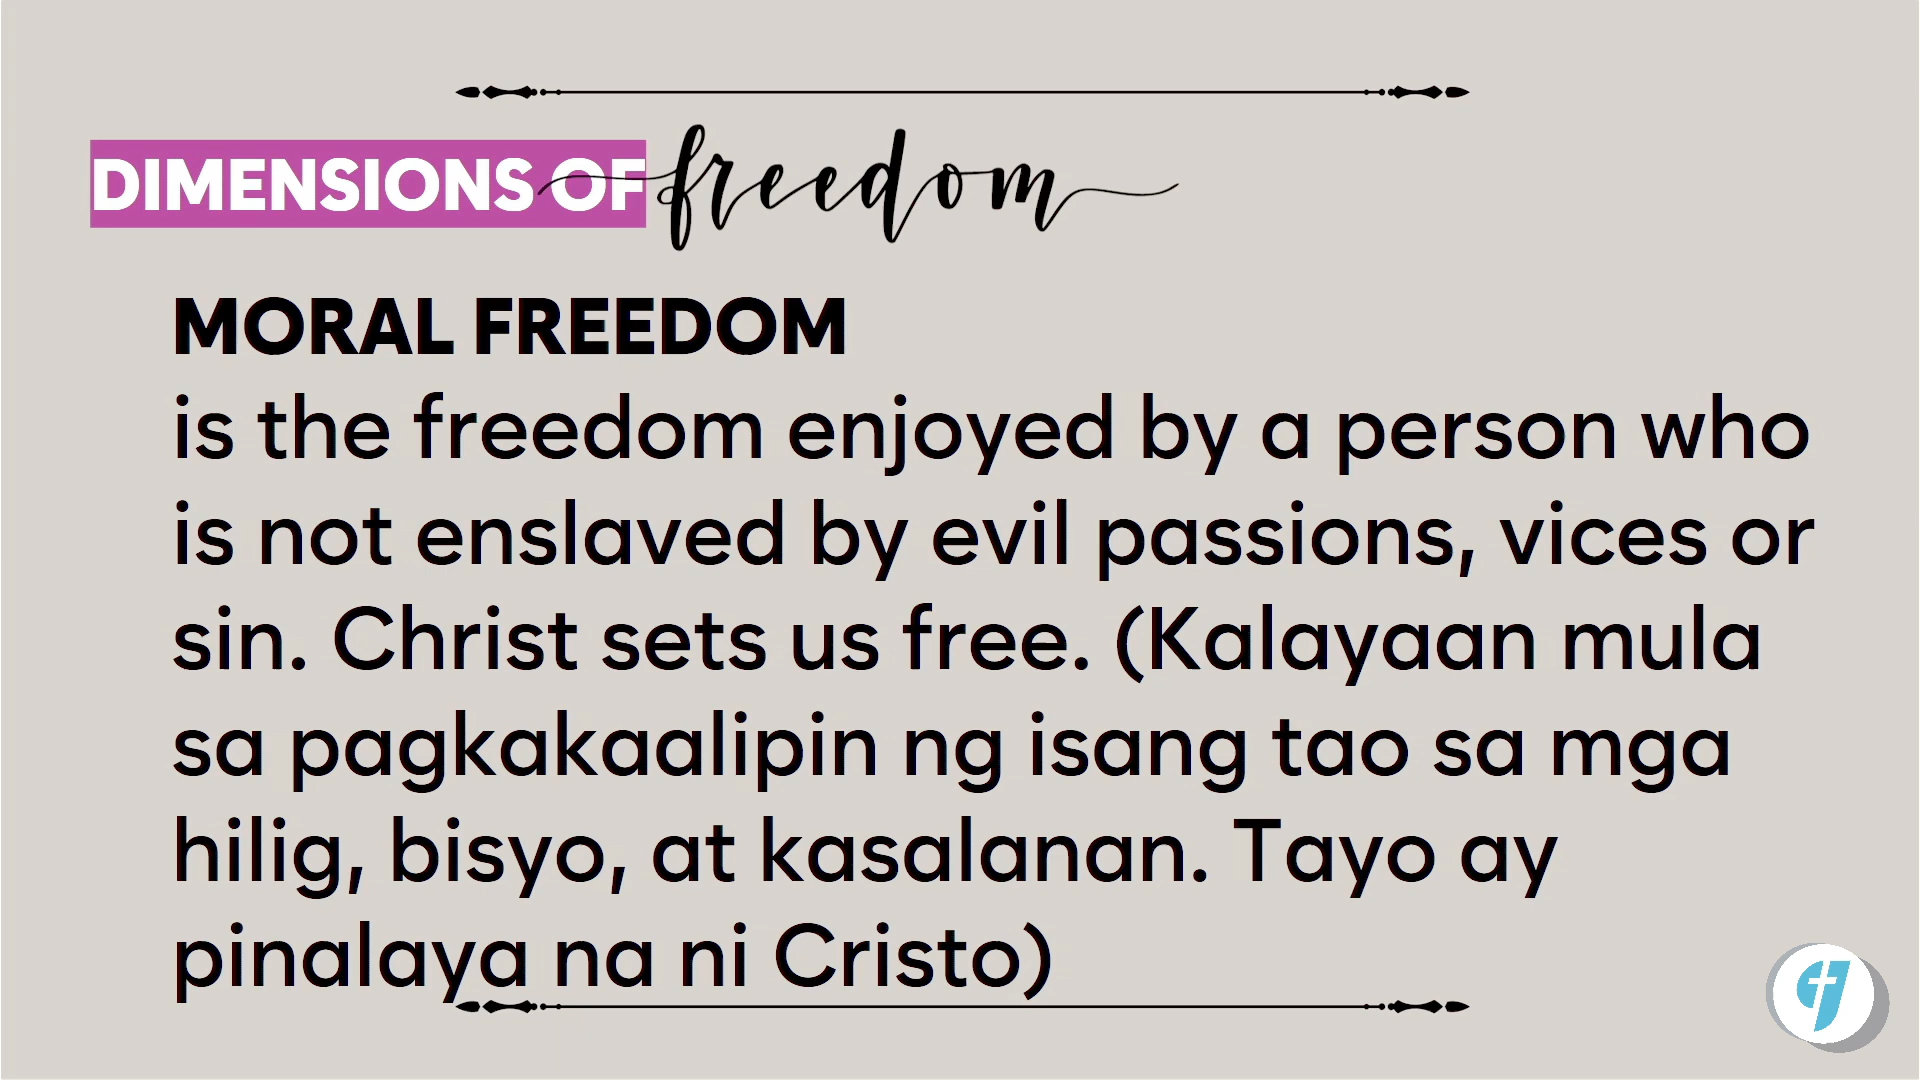 DIMENSIONS OF freedom
MORAL FREEDOM
is the freedom enjoyed by a person who
is not enslaved by evil passions, vices or
sin. Christ sets us free. (Kalayaan mula
sa pagkakaalipin ng isang tao sa mga
hilig, bisyo, at kasalanan. Tayo ay
pinalaya na ni Cristo)